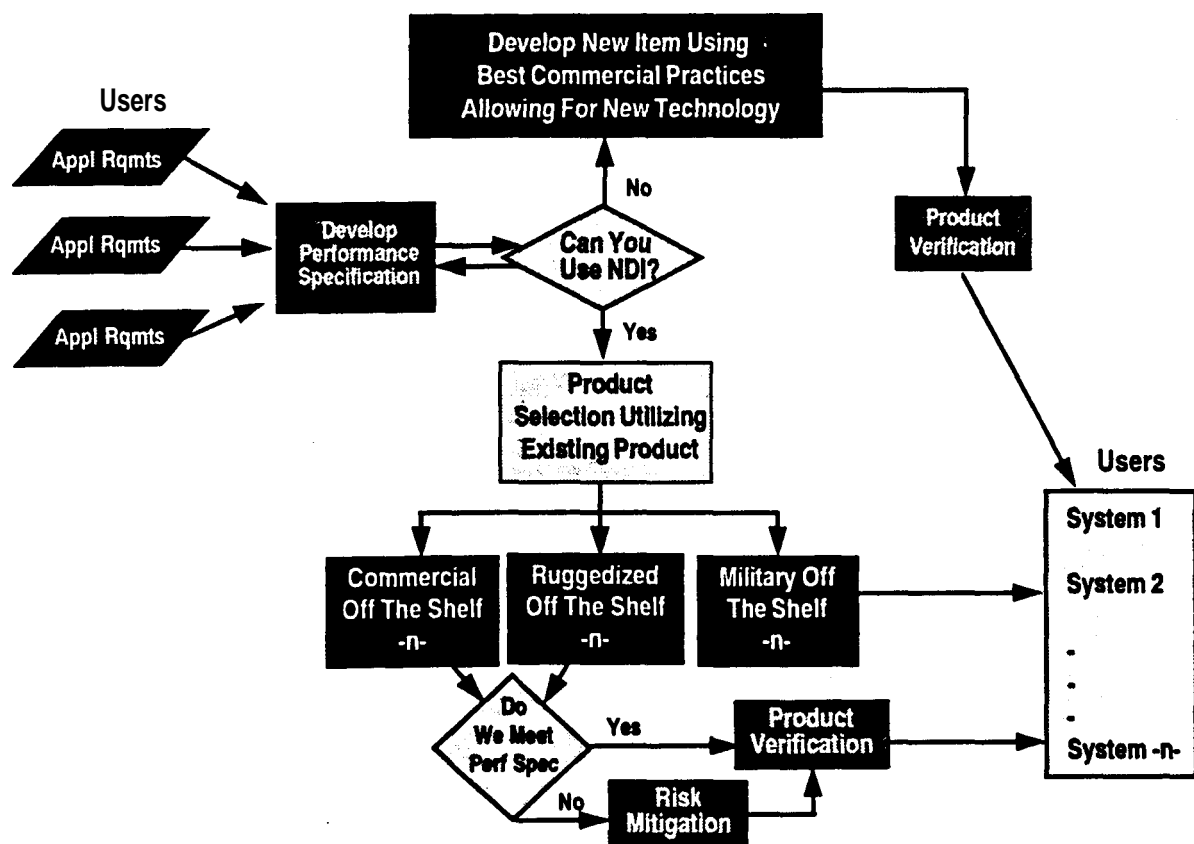 Develop New Item Using
Best Commercial Practices
Allowing For New Technology
Users
Appl Rqmts
Appl Rqmts
Appl Rqmts
Develop
Performance
Specification
No
Can You
Use NDI?
Yes
Product
Verification
Product
Selection Utilizing
Existing Product
Commercial
Off The Shelf
-n-
Ruggedized
Off The Shelf
-n-
Military Off
The Shelf
-n-
Users
System 1
System 2
-
-
-
System -n-
Do
We Meet
Perf Spec
Yes
Product
Verification
No
Risk
Mitigation